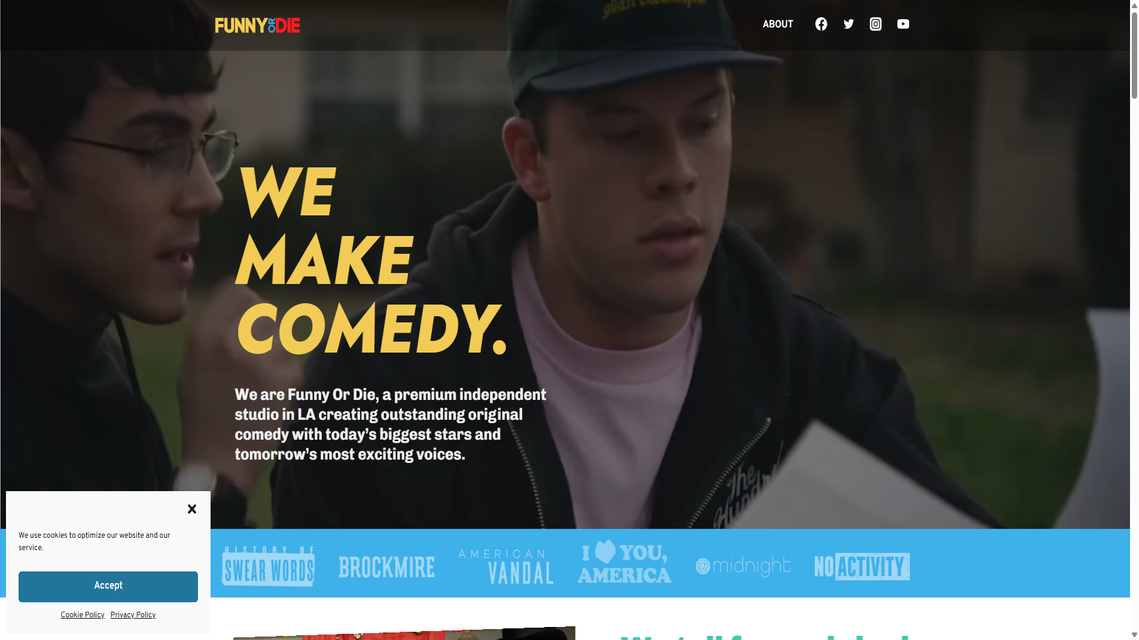 FUNNY OR DIE
ABOUT
WE
MAKE
COMEDY.
We are Funny Or Die, a premium independent
studio in LA creating outstanding original
comedy with today's biggest stars and
tomorrow's most exciting voices.
The
Hundreds
We use cookies to optimize our website and our
service.
Accept
Cookie Policy Privacy Policy
HISTORY OF
SWEAR WORDS
BROCKMIRE
AMERICAN
VANDAL
I YOU,
AMERICA
@midnight
NO ACTIVITY